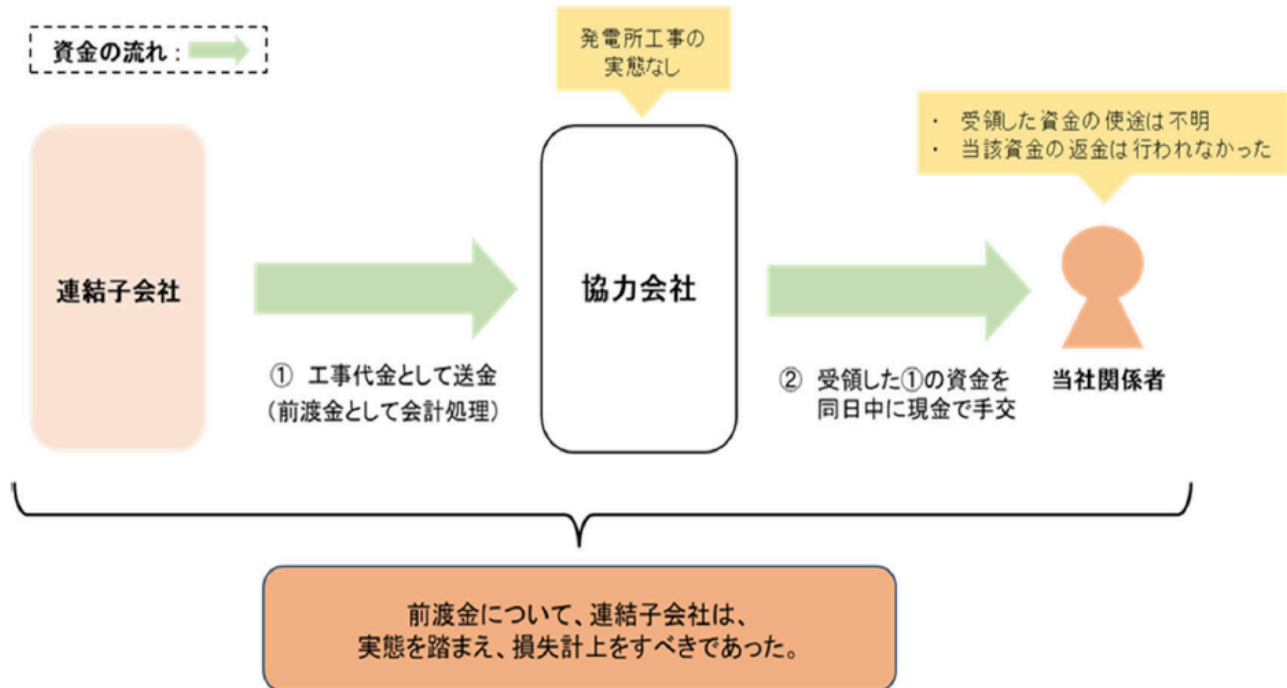 資金の流れ：
発電所工事の
実態なし
・ 受領した資金の使途は不明
・ 当該資金の返金は行われなかった
連結子会社
協力会社
① 工事代金として送金
（前渡金として会計処理）
② 受領した①の資金を
同日中に現金で手交
当社関係者
前渡金について、連結子会社は、
実態を踏まえ、損失計上をすべきであった。